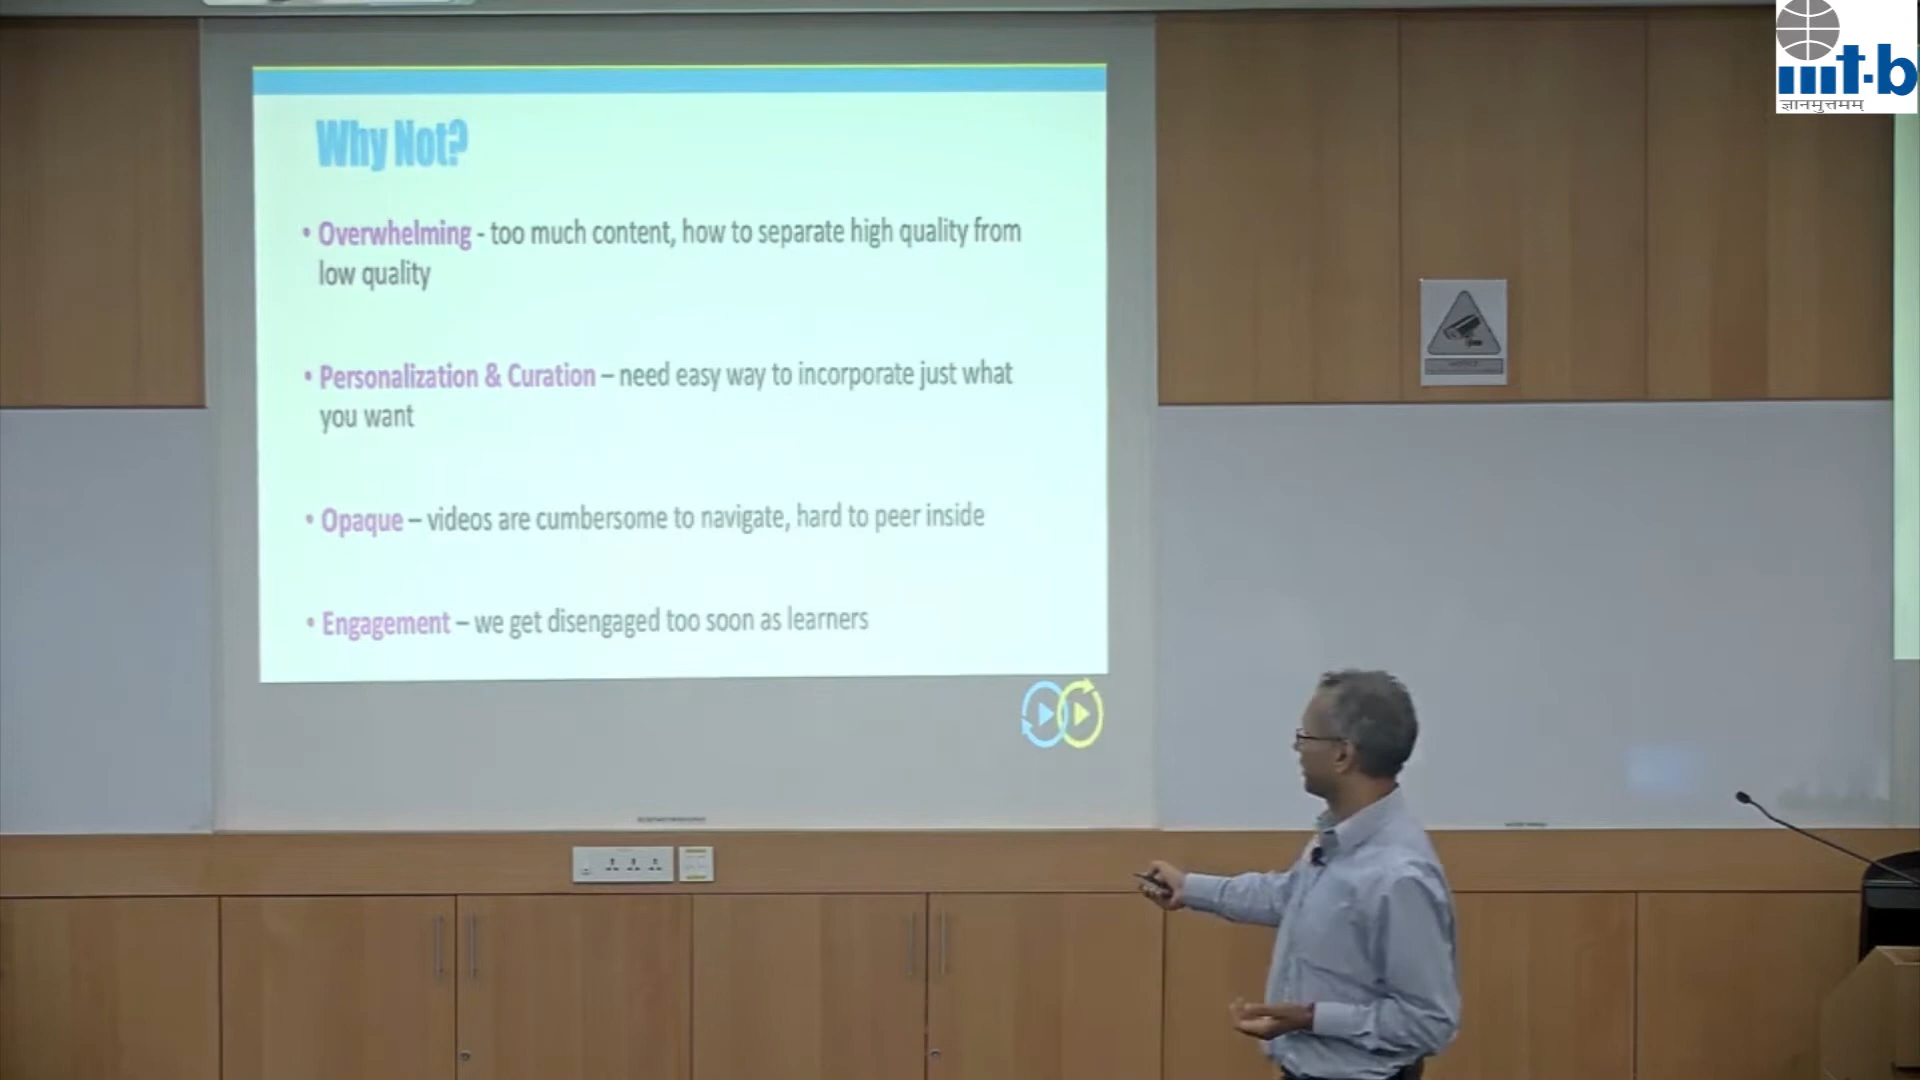 iiit-b
ज्ञानमुत्तमम्
Why Not?
• Overwhelming - too much content, how to separate high quality from
low quality
• Personalization & Curation – need easy way to incorporate just what
you want
• Opaque – videos are cumbersome to navigate, hard to peer inside
• Engagement – we get disengaged too soon as learners